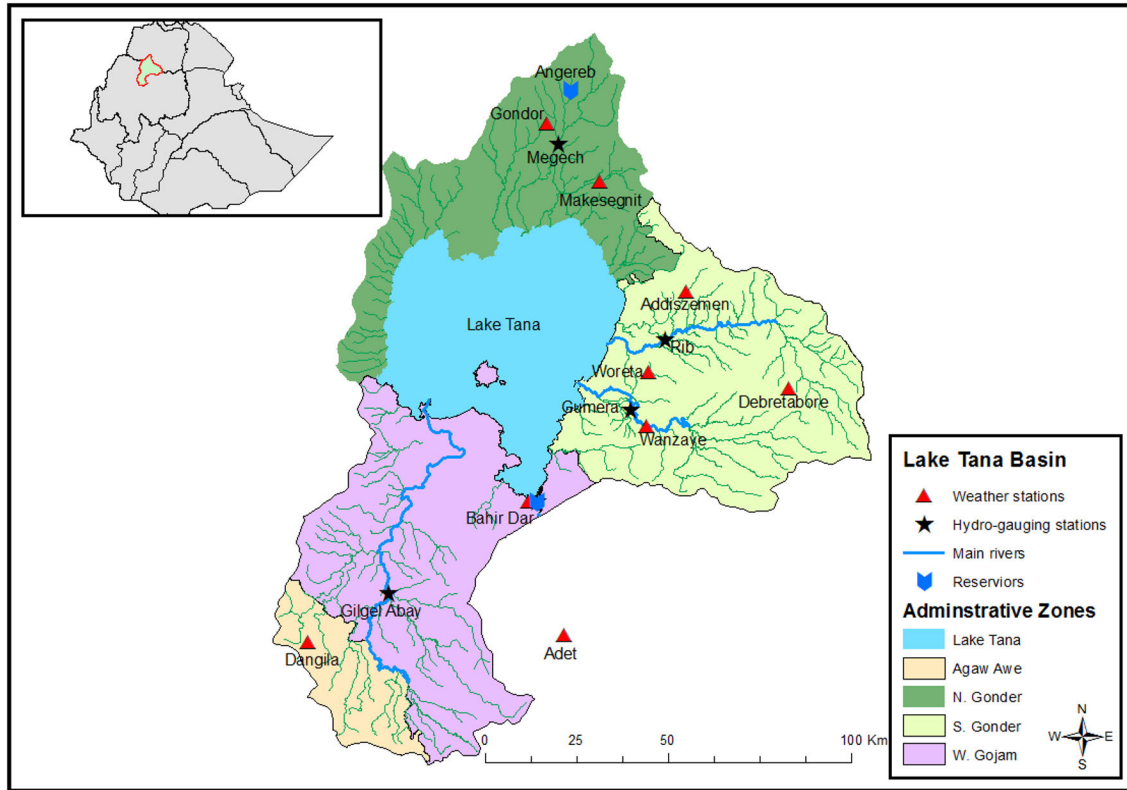 Angereb
Gondor
Megech
Makesegnit
Addiszemen
Lake Tana
Rib
Woreta
Debretabore
Gumera
Wanzaye
Bahir Dar
Gilgel Abay
Dangila
Adet
0 25 50 100 Km
Lake Tana Basin
Weather stations
Hydro-gauging stations
Main rivers
Reserviors
Adminstrative Zones
Lake Tana
Agaw Awe
N. Gonder
S. Gonder
W. Gojam
N
W E
S